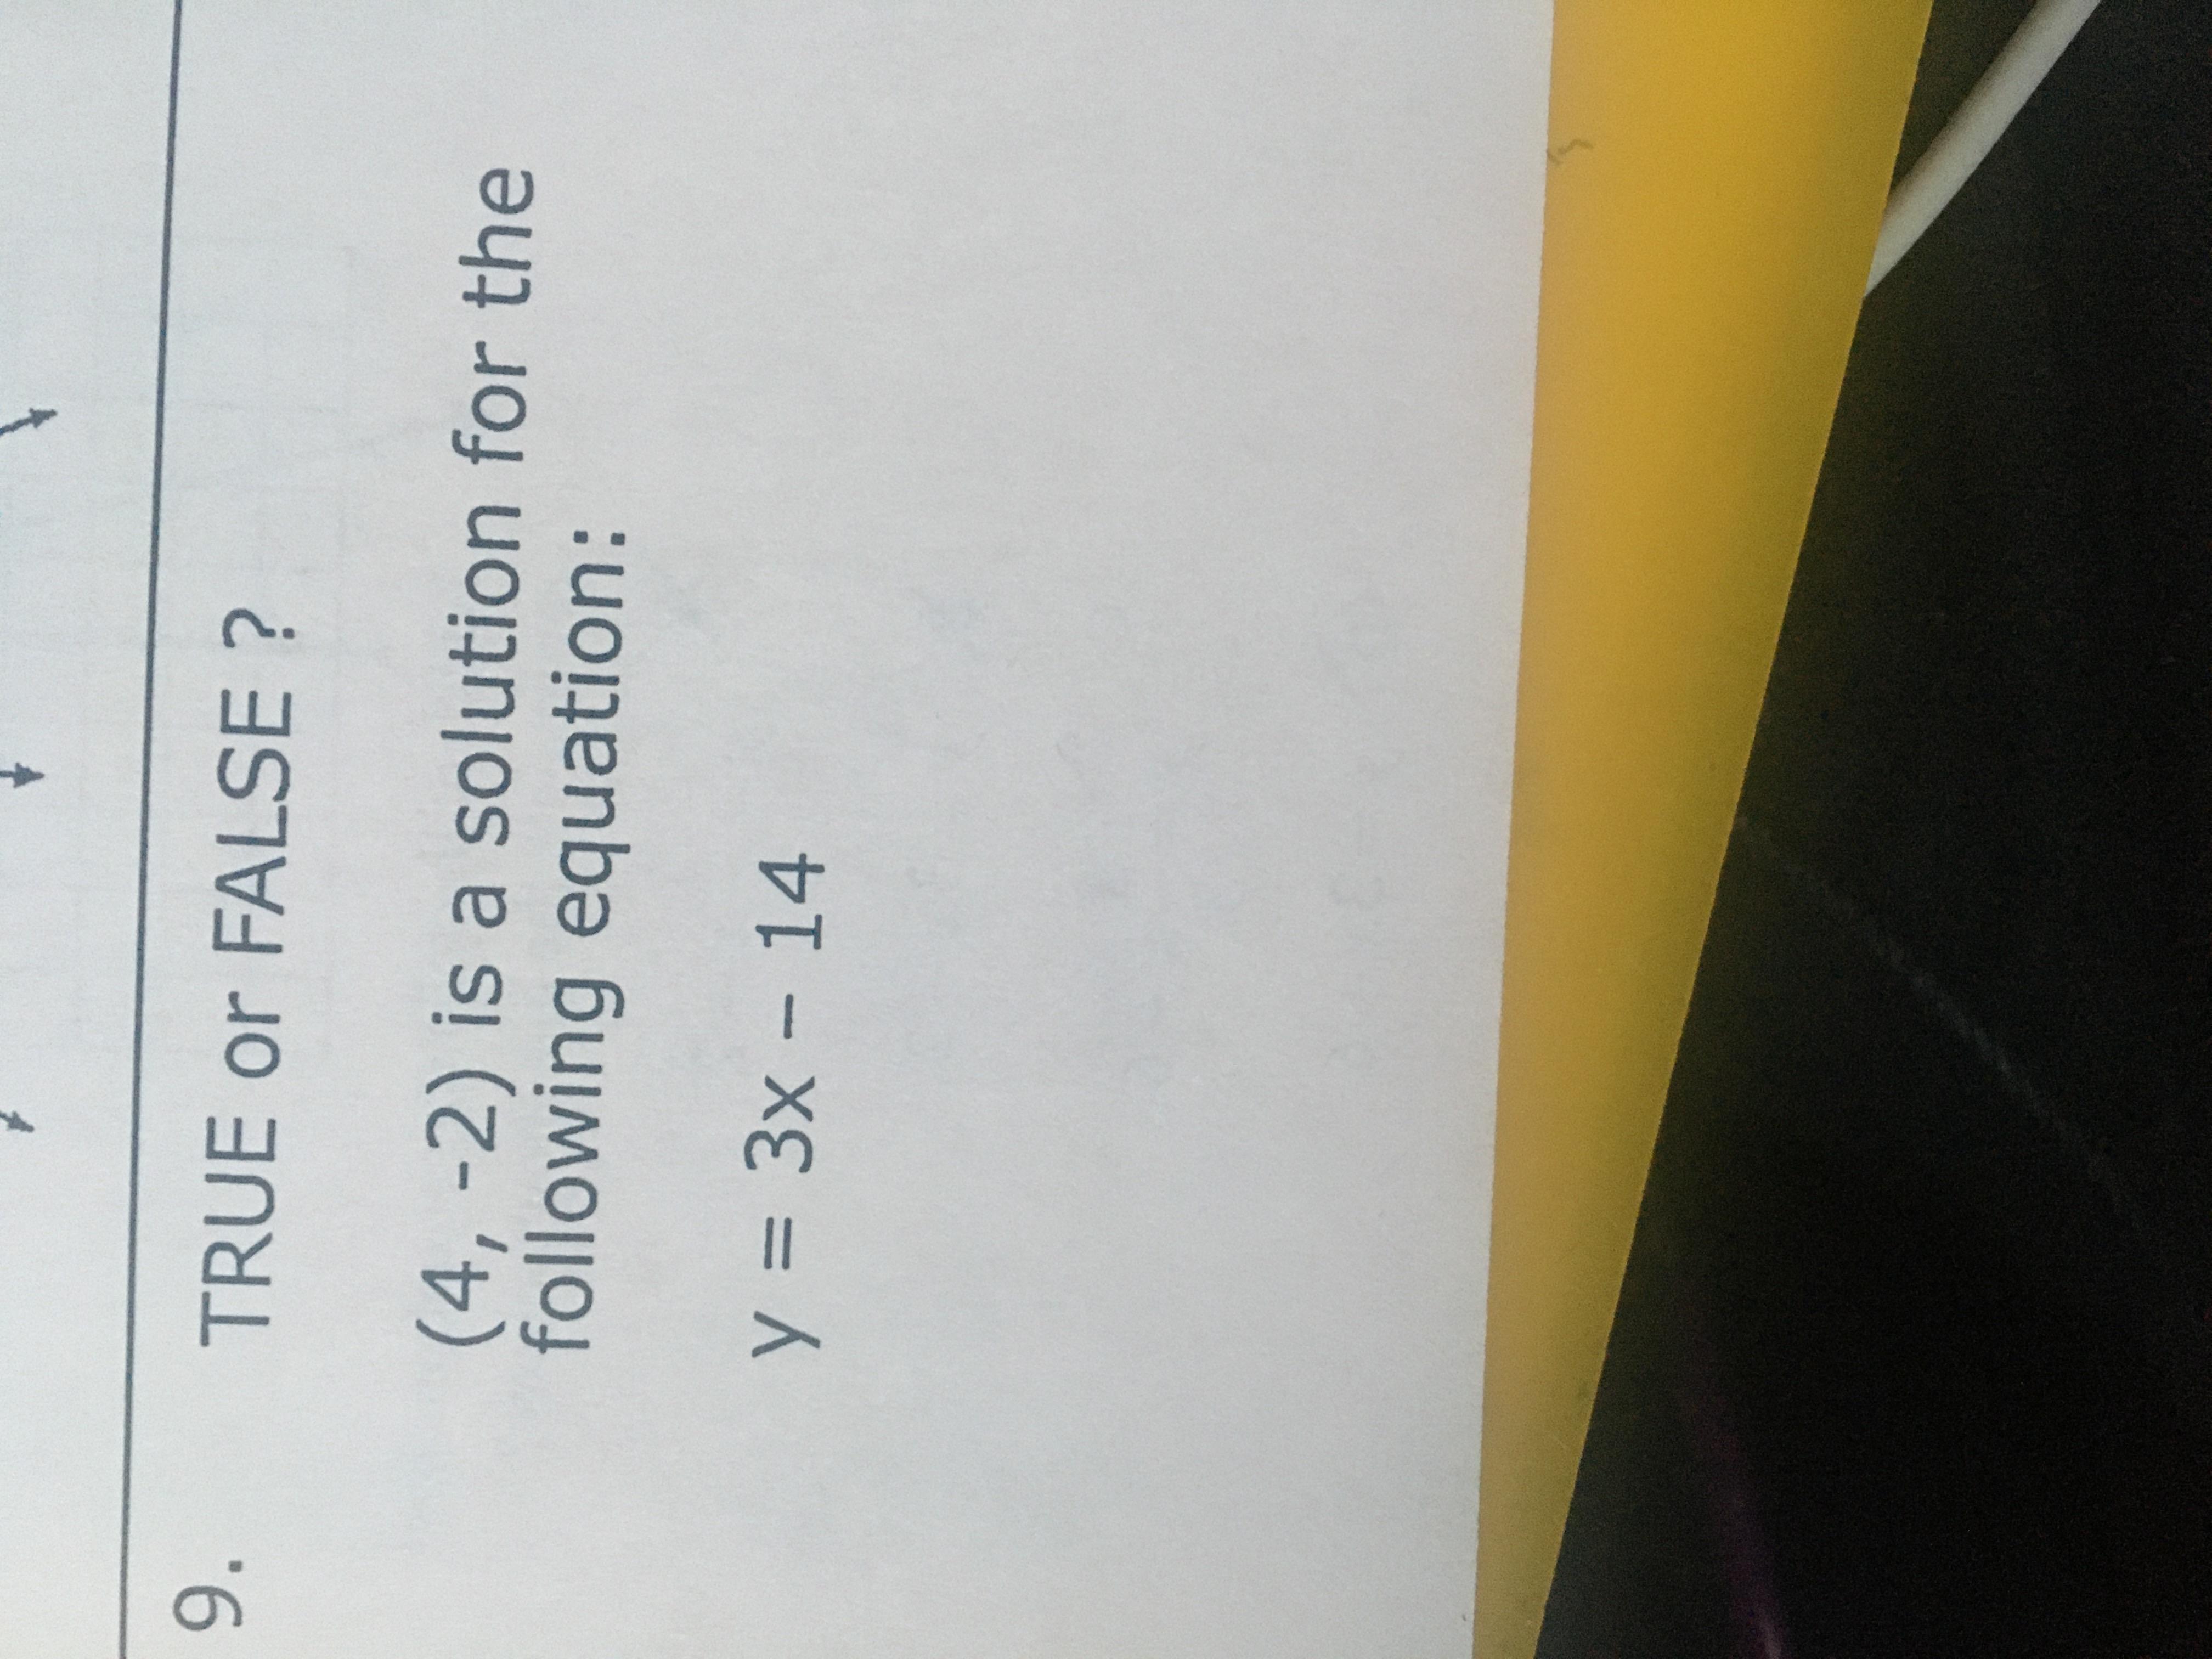 9. TRUE or FALSE ?
(4, -2) is a solution for the
following equation:
y = 3x – 14